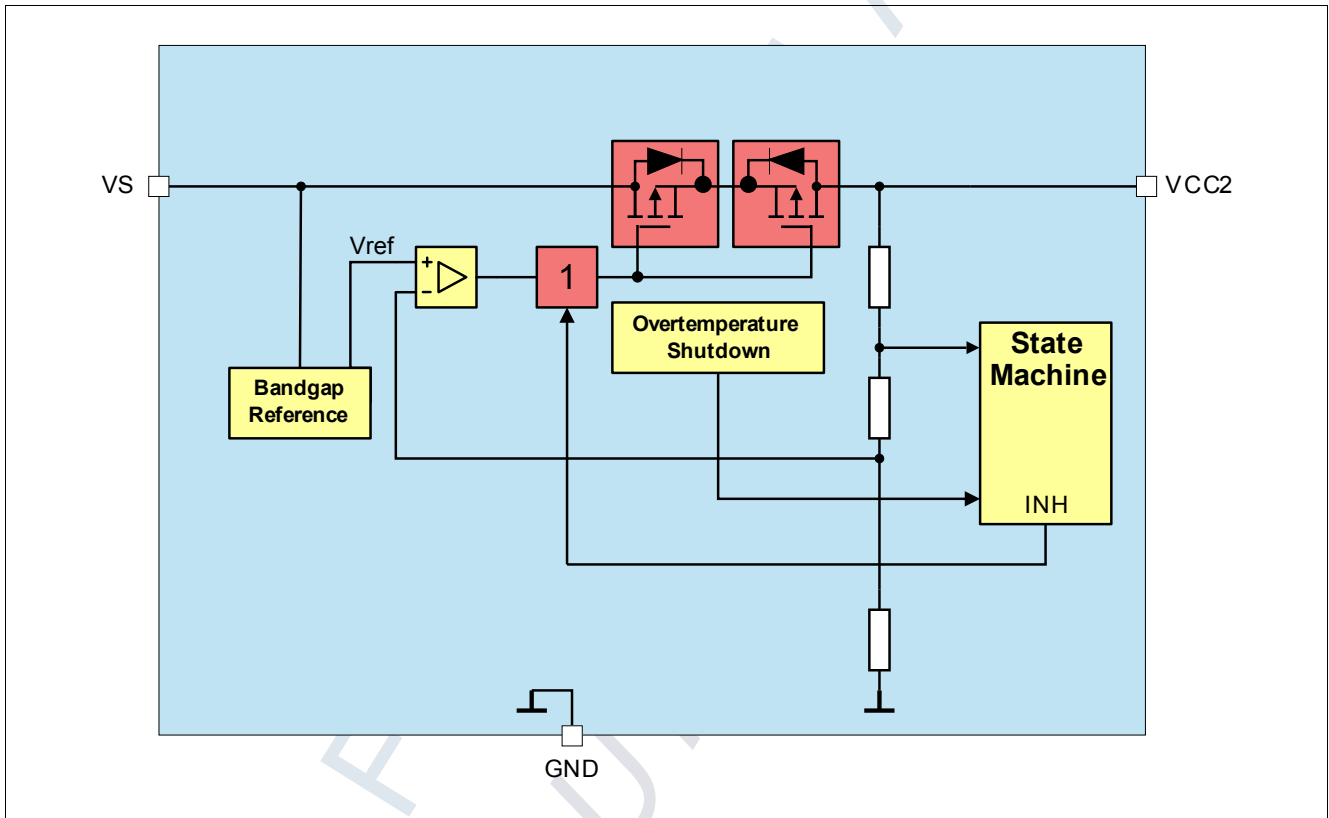 VS
VCC2
Vref
+
-
1
Overtemperature
Shutdown
State
Machine
Bandgap
Reference
INH
GND